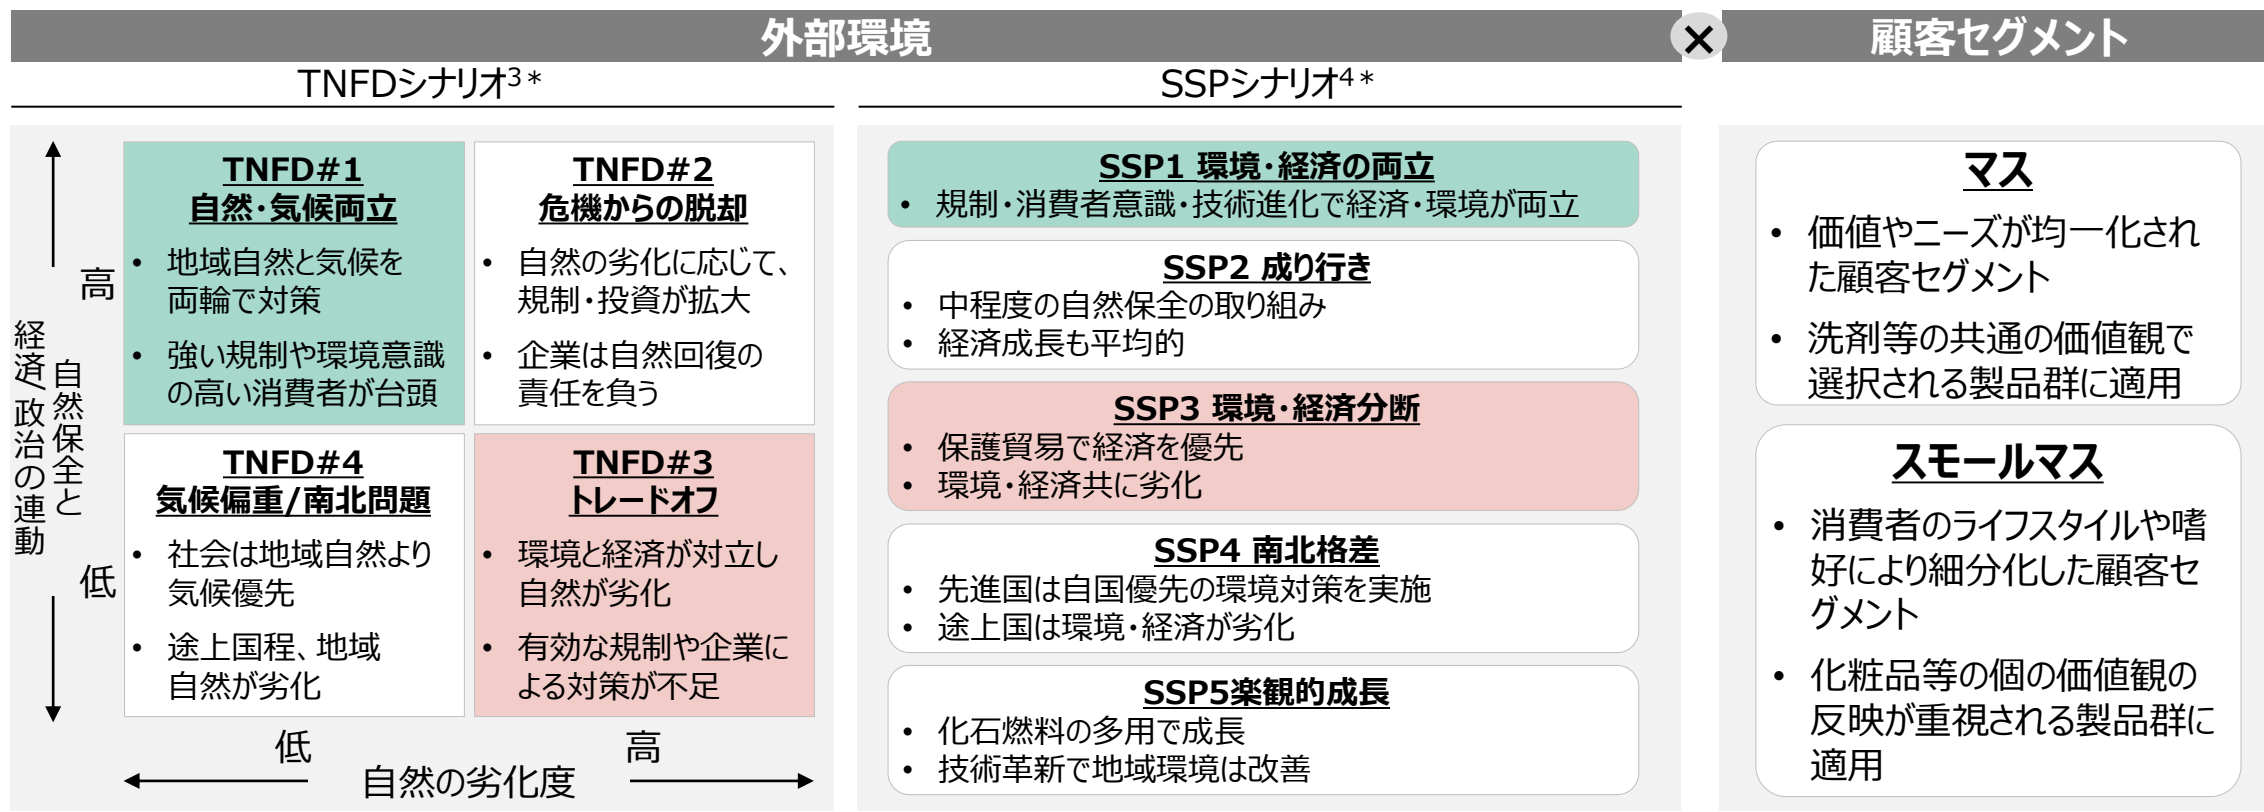 外部環境
×
顧客セグメント
TNFDシナリオ3*
SSPシナリオ4*
経済/政治の連動
自然保全と
高
低
TNFD#1
自然・気候両立
• 地域自然と気候を
両輪で対策
• 強い規制や環境意識
の高い消費者が台頭
TNFD#2
危機からの脱却
• 自然の劣化に応じて、
規制・投資が拡大
• 企業は自然回復の
責任を負う
TNFD#4
気候偏重/南北問題
• 社会は地域自然より
気候優先
• 途上国程、地域
自然が劣化
TNFD#3
トレードオフ
• 環境と経済が対立し
自然が劣化
• 有効な規制や企業に
よる対策が不足
低
高
自然の劣化度
SSP1 環境・経済の両立
• 規制・消費者意識・技術進化で経済・環境が両立
SSP2 成り行き
• 中程度の自然保全の取り組み
• 経済成長も平均的
SSP3 環境・経済分断
• 保護貿易で経済を優先
• 環境・経済共に劣化
SSP4 南北格差
• 先進国は自国優先の環境対策を実施
• 途上国は環境・経済が劣化
SSP5楽観的成長
• 化石燃料の多用で成長
• 技術革新で地域環境は改善
マス
• 価値やニーズが均一化され
た顧客セグメント
• 洗剤等の共通の価値観で
選択される製品群に適用
スモールマス
• 消費者のライフスタイルや嗜
好により細分化した顧客セ
グメント
• 化粧品等の個の価値観の
反映が重視される製品群に
適用